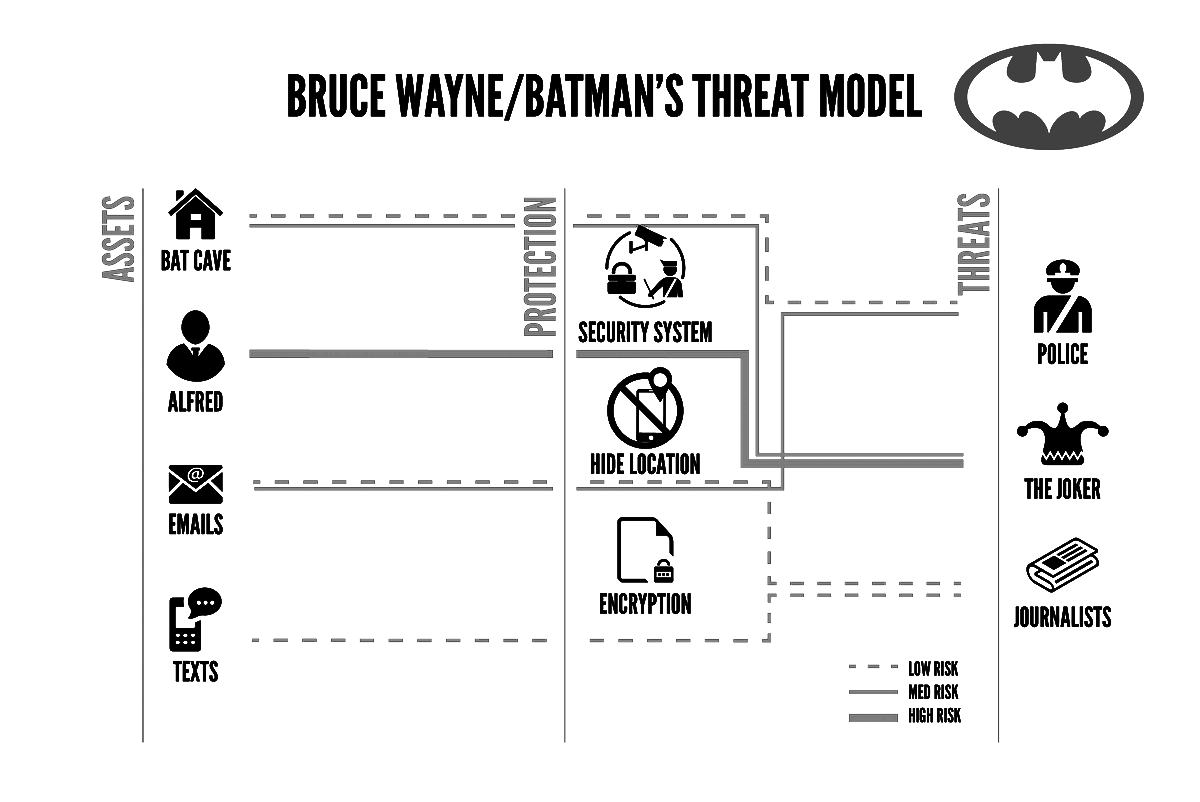 BRUCE WAYNE/BATMAN'S THREAT MODEL
ASSETS
BAT CAVE
ALFRED
@
EMAILS
TEXTS
PROTECTION
SECURITY SYSTEM
HIDE LOCATION
ENCRYPTION
THREATS
POLICE
THE JOKER
JOURNALISTS
LOW RISK
MED RISK
HIGH RISK